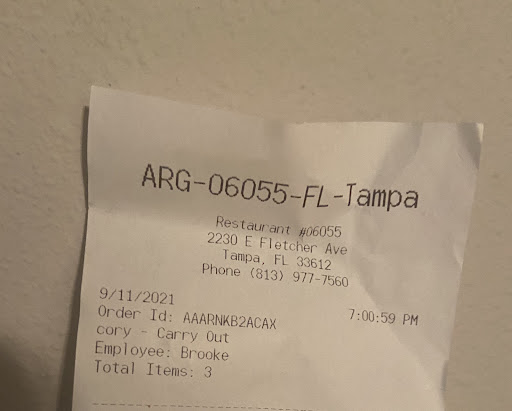 ARG-06055-FL-Tampa
Restaurant #06055
2230 E Fletcher Ave
Tampa, FL 33612
Phone (813) 977-7560
9/11/2021 7:00:59 PM
Order Id: AAARNKB2ACAX
cory - Carry Out
Employee: Brooke
Total Items: 3